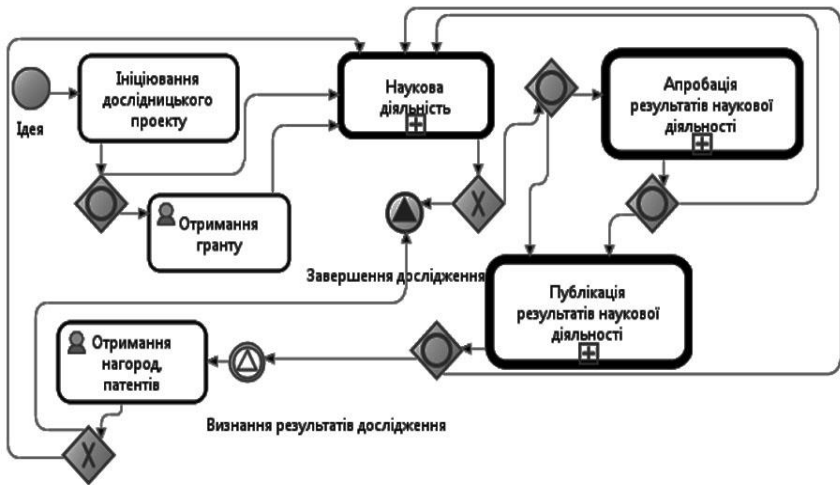 Ідея
Ініціювання
дослідницького
проекту
Отримання
гранту
Наукова
діяльність
X
Апробація
результатів наукової
діяльності
Завершення дослідження
Публікація
результатів наукової
діяльності
Отримання
нагород,
патентів
Визнання результатів дослідження
X